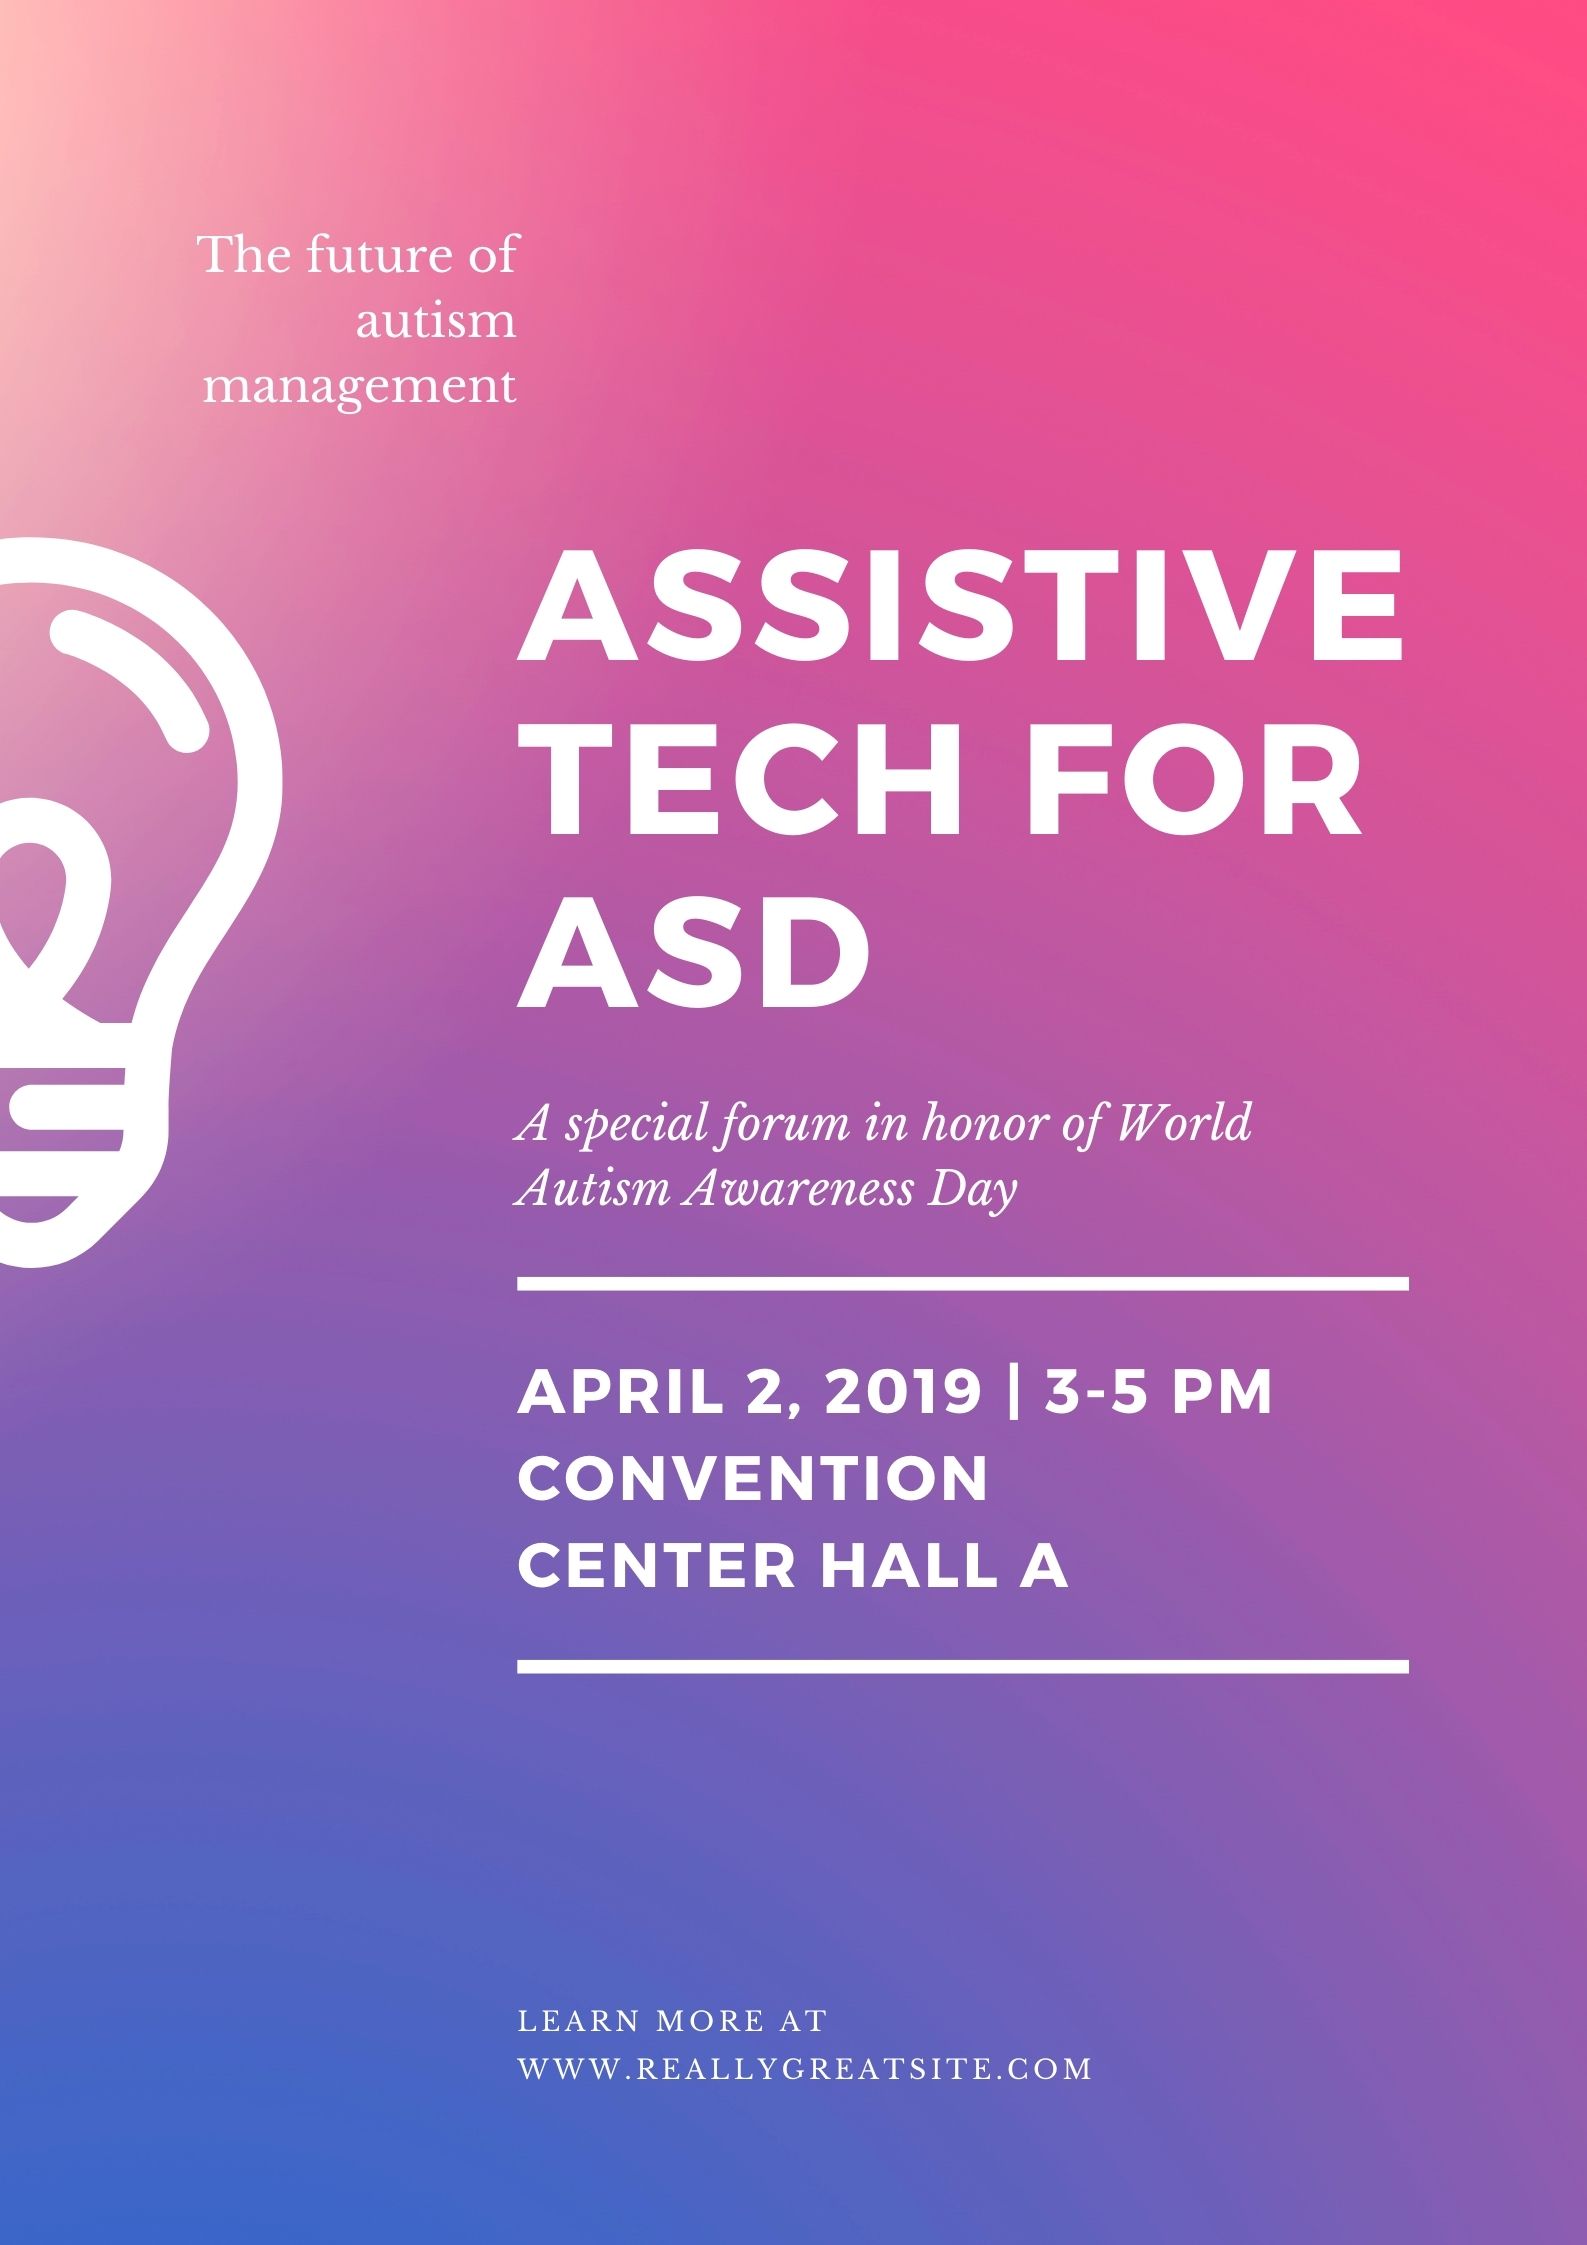 The future of
autism
management
ASSISTIVE
TECH FOR
ASD
A special forum in honor of World
Autism Awareness Day
APRIL 2, 2019 | 3-5 PM
CONVENTION
CENTER HALL A
LEARN MORE AT
WWW.REALLYGREATSITE.COM